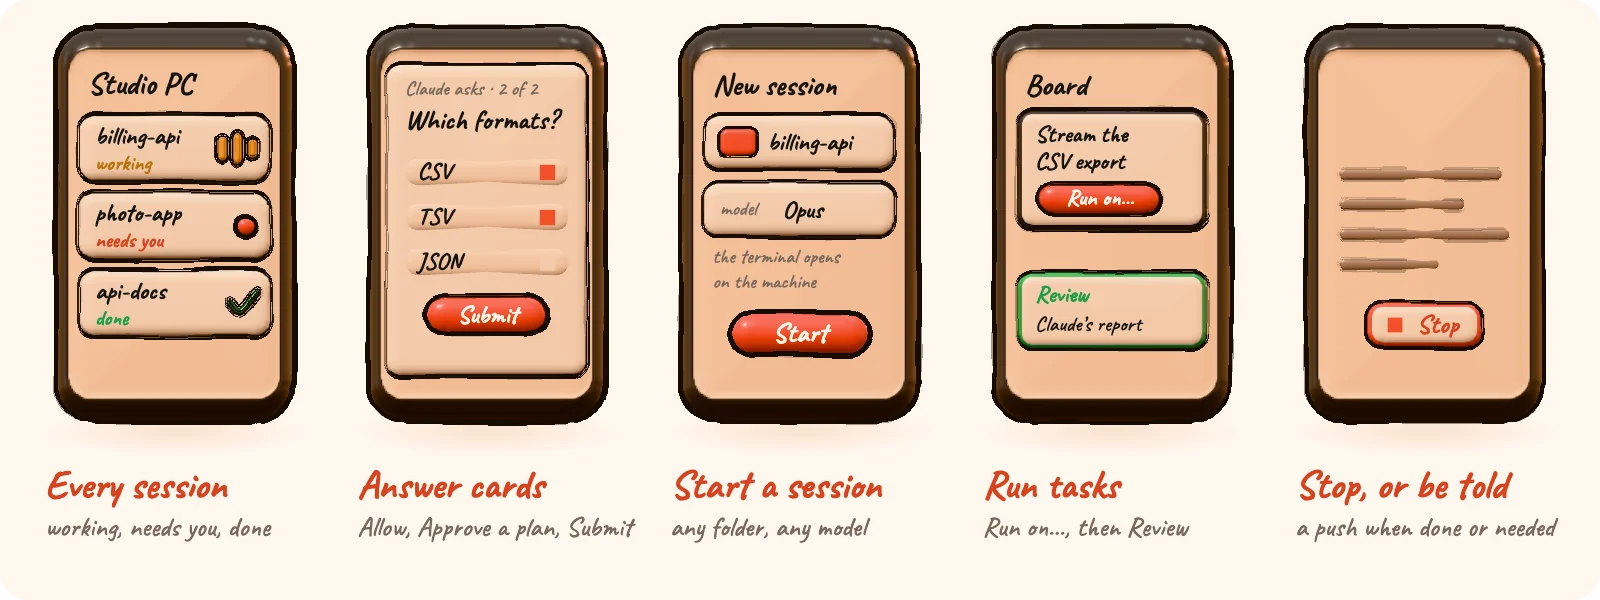 Studio PC
billing-api
working
photo-app
needs you
api-docs
done
Every session
working, needs you, done
Claude asks · 2 of 2
Which formats?
CSV
TSV
JSON
Submit
Answer cards
Allow, Approve a plan, Submit
New session
billing-api
model Opus
the terminal opens
on the machine
Start
Start a session
any folder, any model
Board
Stream the
CSV export
Run on...
Review
Claude's report
Run tasks
Run on..., then Review
Stop
Stop, or be told
a push when done or needed